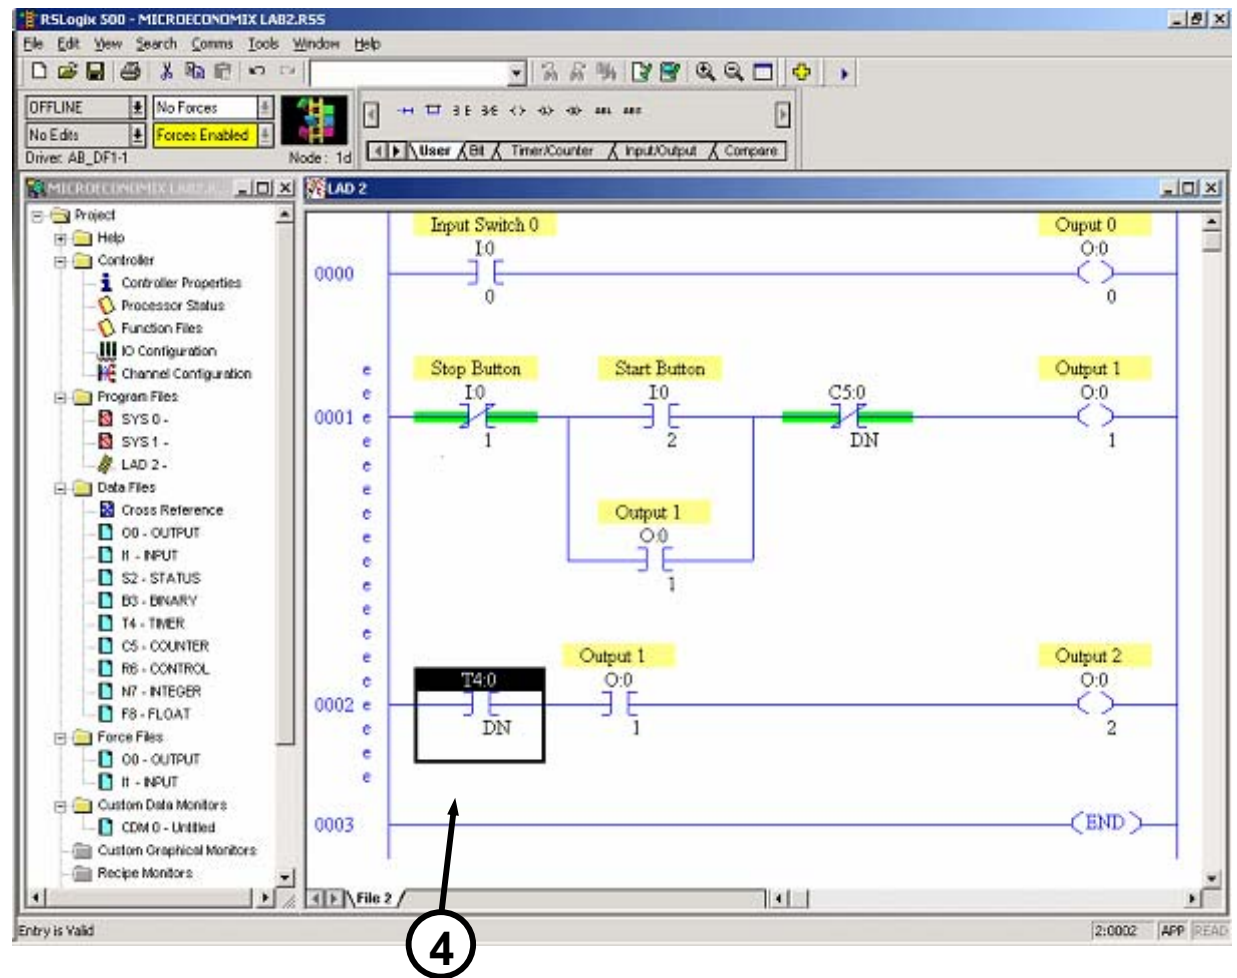 RSLogix 500 - MICROECONOMIX LAB2.RSS
File Edit View Search Comms Tools Window Help
OFFLINE No Forces
No Edits Forces Enabled
Driver: AB_DF1-1 Node: 1d
ABL ABC
User Bit Timer/Counter Input/Output Compare
LAD 2
Project
Help
Controller
Controller Properties
Processor Status
Function Files
IO Configuration
Channel Configuration
Program Files
SYS 0 -
SYS 1 -
LAD 2 -
Data Files
Cross Reference
O0 - OUTPUT
I1 - INPUT
S2 - STATUS
B3 - BINARY
T4 - TIMER
C5 - COUNTER
R6 - CONTROL
N7 - INTEGER
F8 - FLOAT
Force Files
O0 - OUTPUT
I1 - INPUT
Custom Data Monitors
CDM 0 - Untitled
Custom Graphical Monitors
Recipe Monitors
Input Switch 0 Ouput 0
I:0 O:0
0000
0 0
e Stop Button Start Button Output 1
e I:0 I:0 C5:0 O:0
0001 e
e 1 2 DN 1
e
e
e Output 1
e O:0
e
e 1
e
e
e Output 1 Output 2
e T4:0 O:0 O:0
0002 e
e DN 1 2
e
e
0003 END
File 2
Entry is Valid 2:0002 APP READ
4